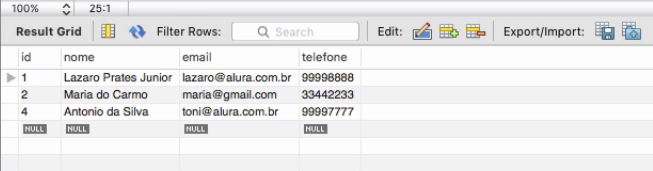 100% 25:1
Result Grid Filter Rows: Search Edit: Export/Import:
id nome email telefone
1 Lazaro Prates Junior lazaro@alura.com.br 99998888
2 Maria do Carmo maria@gmail.com 33442233
4 Antonio da Silva toni@alura.com.br 99997777
NULL NULL NULL NULL